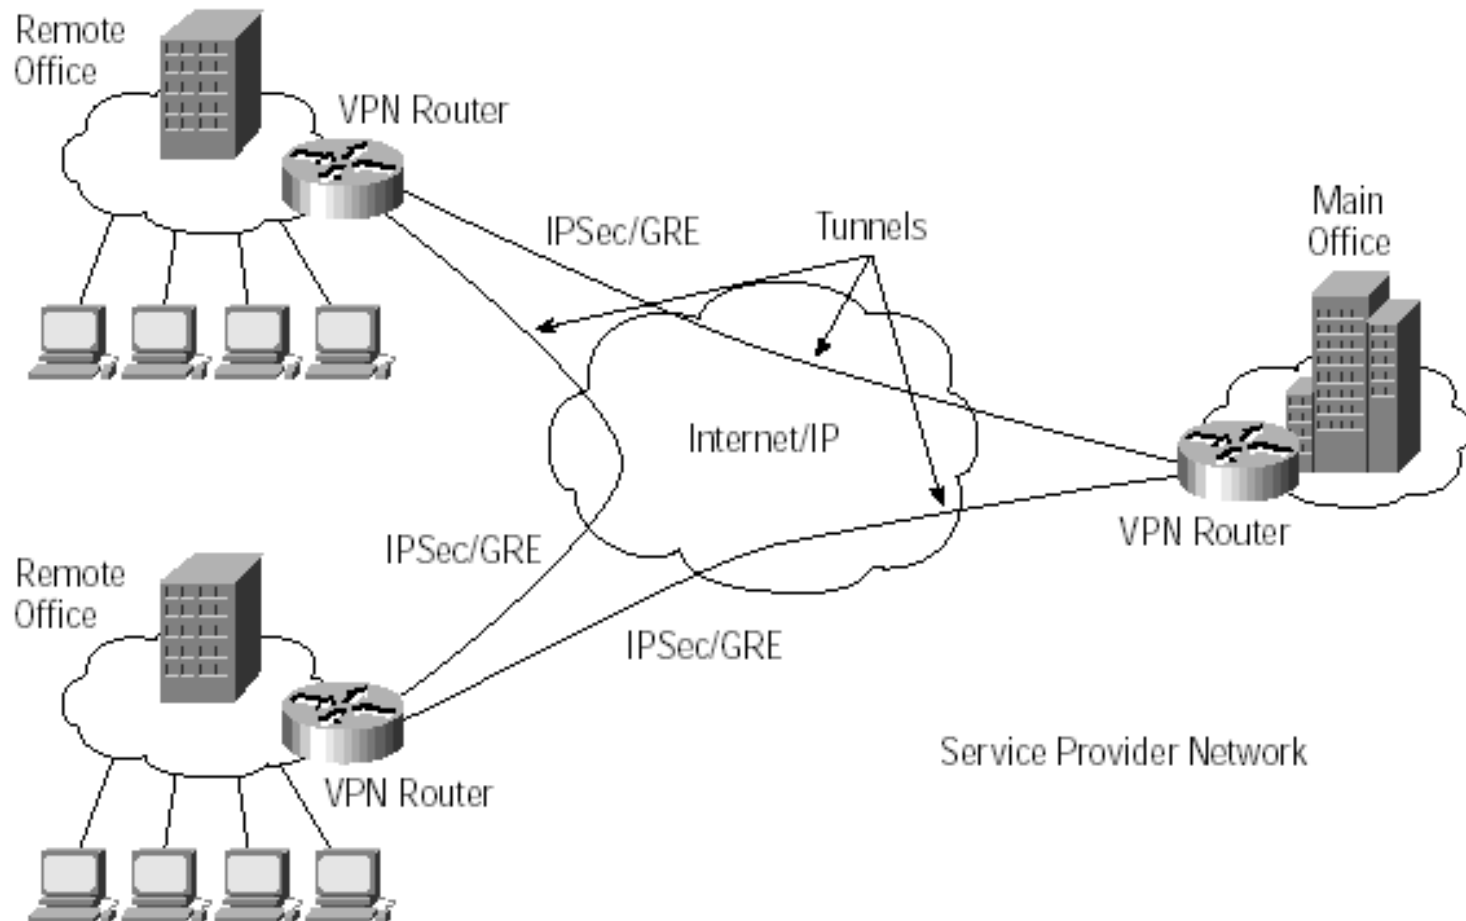 Remote
Office
VPN Router
IPSec/GRE
Tunnels
Main
Office
Internet/IP
VPN Router
IPSec/GRE
Remote
Office
IPSec/GRE
VPN Router
Service Provider Network